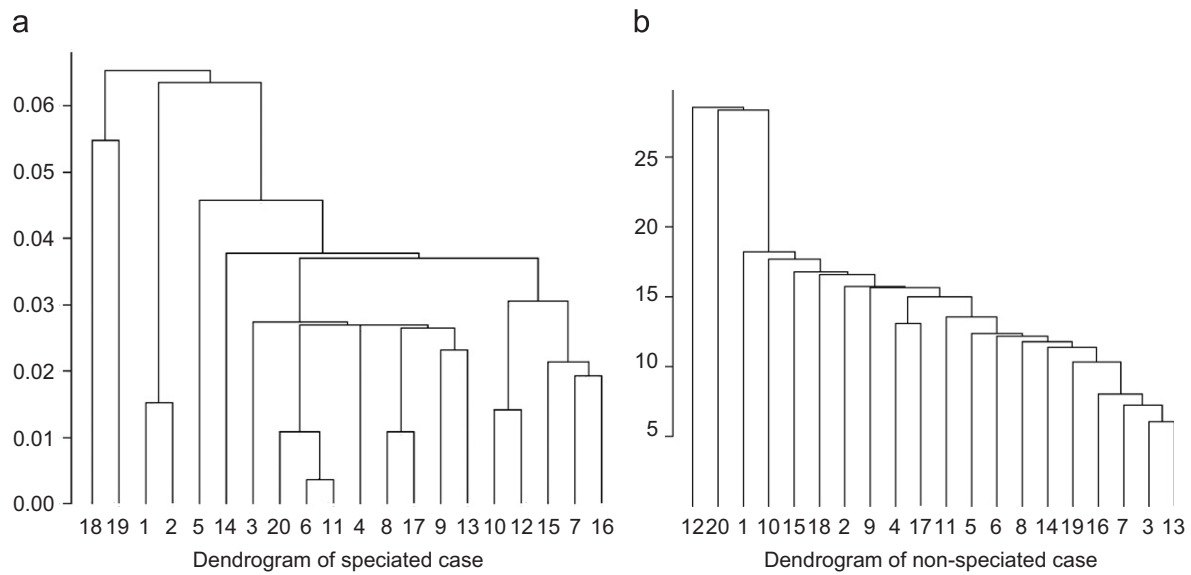 a
b
0.06
0.05
0.04
0.03
0.02
0.01
0.00
18 19 1 2 5 14 3 20 6 11 4 8 17 9 13 10 12 15 7 16
Dendrogram of speciated case
25
20
15
10
5
12 20 1 10 15 18 2 9 4 17 11 5 6 8 14 19 16 7 3 13
Dendrogram of non-speciated case